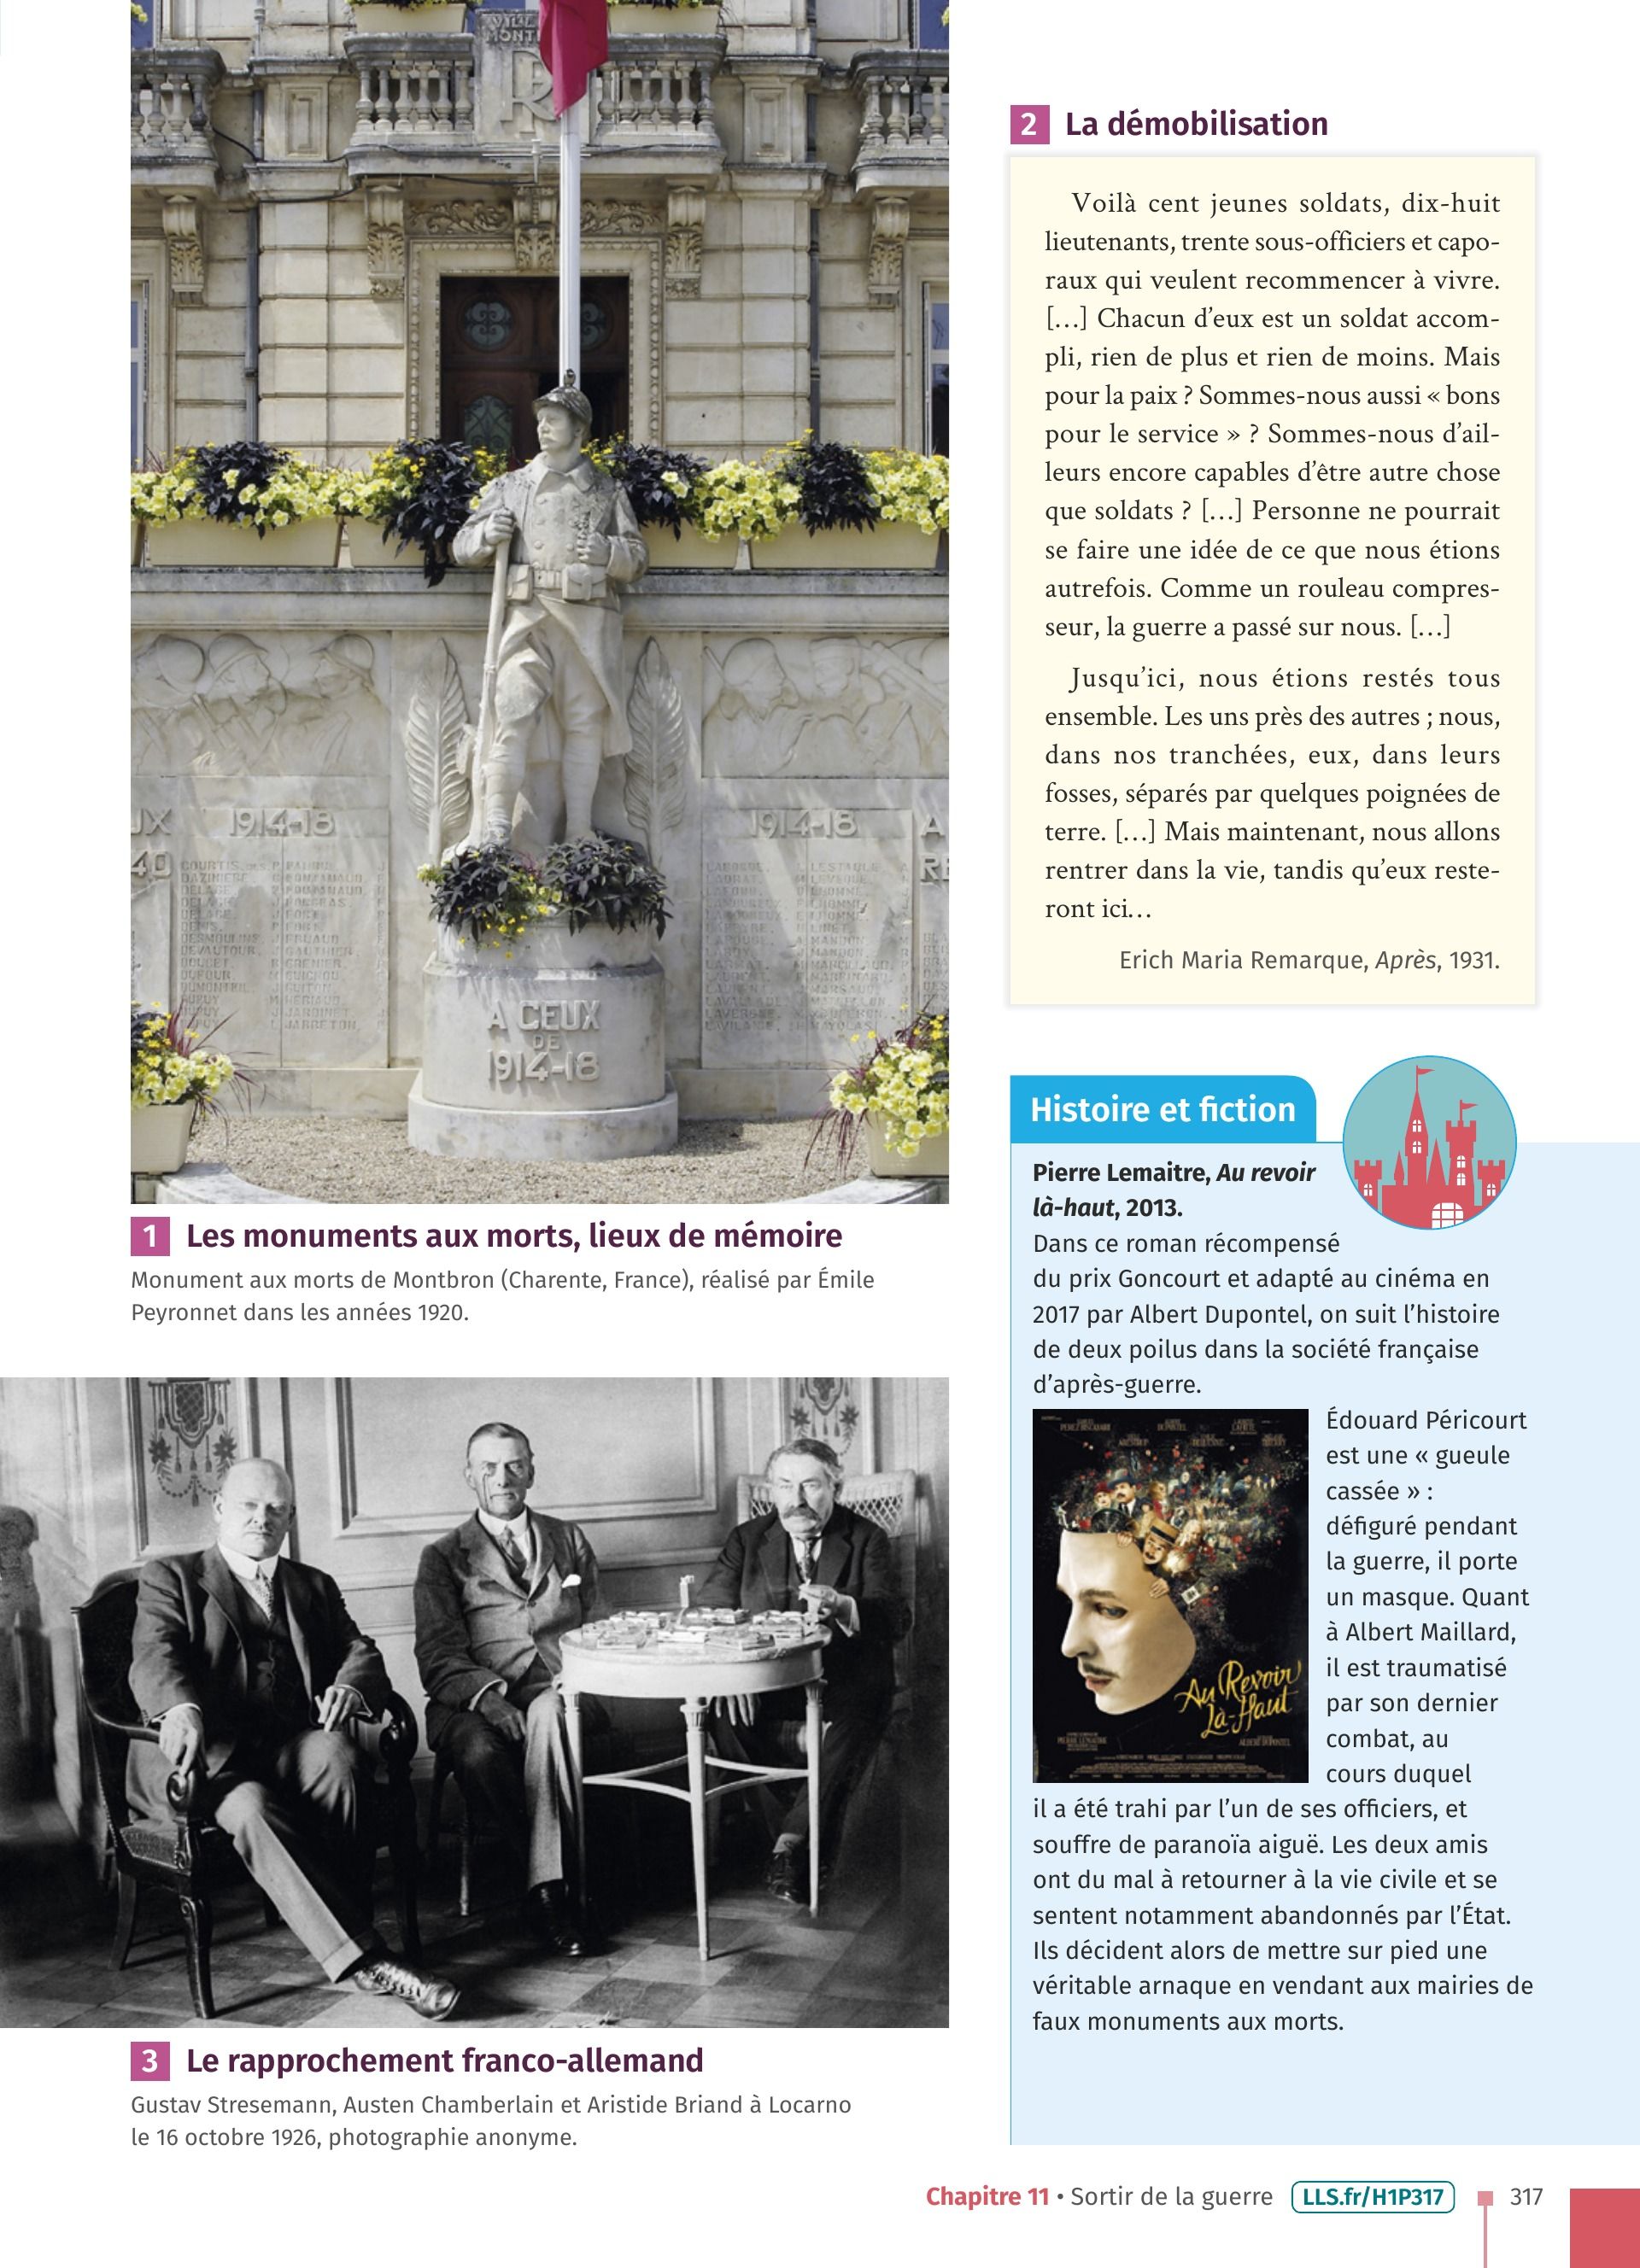 R
1914-18
1914-18
A CEUX
DE
1914-18
1 Les monuments aux morts, lieux de mémoire
Monument aux morts de Montbron (Charente, France), réalisé par Émile
Peyronnet dans les années 1920.
2 La démobilisation
Voilà cent jeunes soldats, dix-huit
lieutenants, trente sous-officiers et capo-
raux qui veulent recommencer à vivre.
[…] Chacun d’eux est un soldat accom-
pli, rien de plus et rien de moins. Mais
pour la paix ? Sommes-nous aussi « bons
pour le service » ? Sommes-nous d’ail-
leurs encore capables d’être autre chose
que soldats ? […] Personne ne pourrait
se faire une idée de ce que nous étions
autrefois. Comme un rouleau compres-
seur, la guerre a passé sur nous. […]
Jusqu’ici, nous étions restés tous
ensemble. Les uns près des autres ; nous,
dans nos tranchées, eux, dans leurs
fosses, séparés par quelques poignées de
terre. […] Mais maintenant, nous allons
rentrer dans la vie, tandis qu’eux reste-
ront ici…
Erich Maria Remarque, Après, 1931.
3 Le rapprochement franco-allemand
Gustav Stresemann, Austen Chamberlain et Aristide Briand à Locarno
le 16 octobre 1926, photographie anonyme.
Histoire et fiction
Pierre Lemaitre, Au revoir
là-haut, 2013.
Dans ce roman récompensé
du prix Goncourt et adapté au cinéma en
2017 par Albert Dupontel, on suit l’histoire
de deux poilus dans la société française
d’après-guerre.
Au Revoir
Là-Haut
Édouard Péricourt
est une « gueule
cassée » :
défiguré pendant
la guerre, il porte
un masque. Quant
à Albert Maillard,
il est traumatisé
par son dernier
combat, au
cours duquel
il a été trahi par l’un de ses officiers, et
souffre de paranoïa aiguë. Les deux amis
ont du mal à retourner à la vie civile et se
sentent notamment abandonnés par l’État.
Ils décident alors de mettre sur pied une
véritable arnaque en vendant aux mairies de
faux monuments aux morts.
Chapitre 11 • Sortir de la guerre LLS.fr/H1P317 317